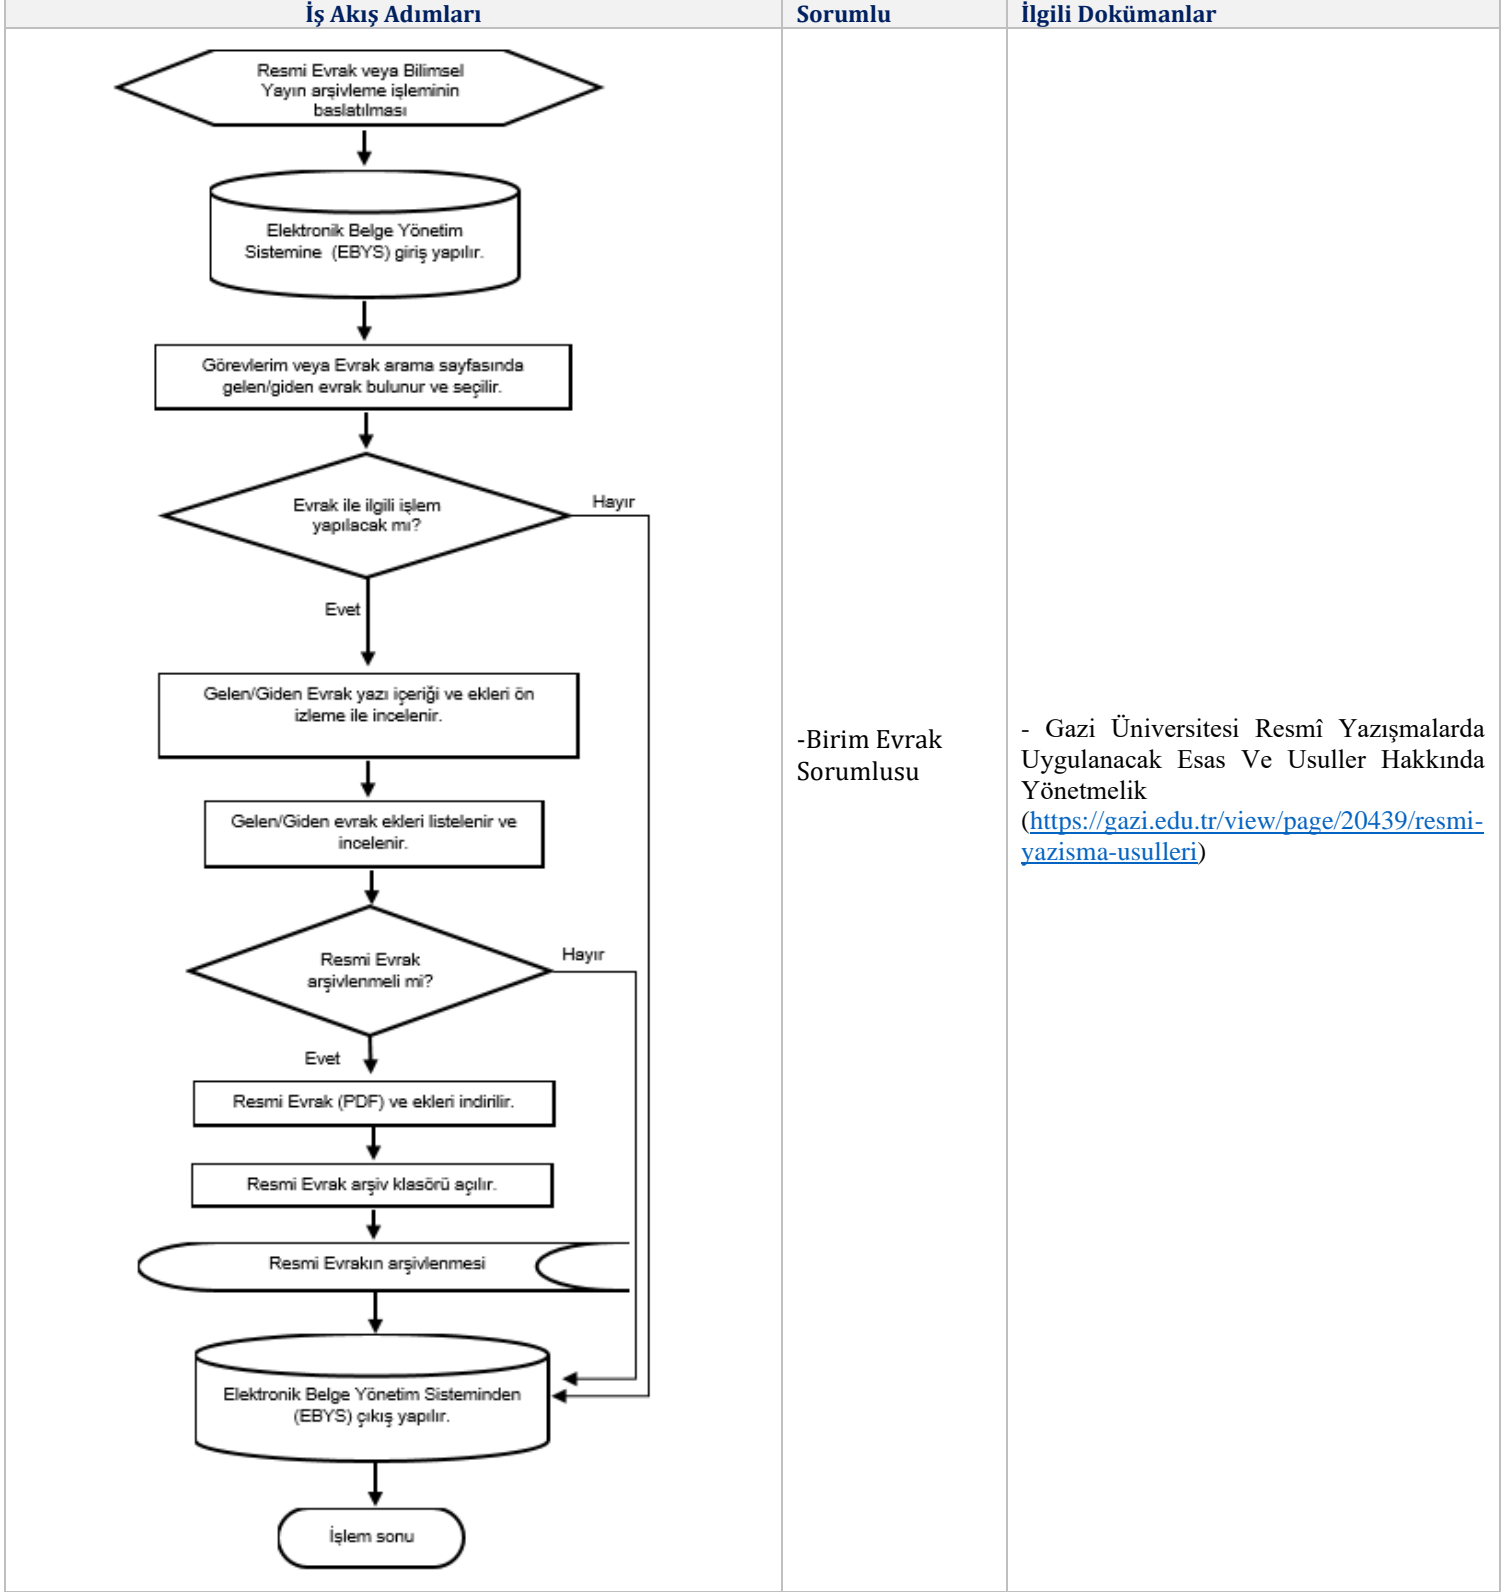 İş Akış Adımları
Sorumlu
İlgili Dokümanlar
Resmi Evrak veya Bilimsel
Yayın arşivleme işleminin
baslatılması
Elektronik Belge Yönetim
Sistemine (EBYS) giriş yapılır.
Görevlerim veya Evrak arama sayfasında
gelen/giden evrak bulunur ve seçilir.
Evrak ile ilgili işlem
yapılacak mı?
Hayır
Evet
Gelen/Giden Evrak yazı içeriği ve ekleri ön
izleme ile incelenir.
Gelen/Giden evrak ekleri listelenir ve
incelenir.
Resmi Evrak
arşivlenmeli mi?
Hayır
Evet
Resmi Evrak (PDF) ve ekleri indirilir.
Resmi Evrak arşiv klasörü açılır.
Resmi Evrakın arşivlenmesi
Elektronik Belge Yönetim Sisteminden
(EBYS) çıkış yapılır.
İşlem sonu
-Birim Evrak
Sorumlusu
- Gazi Üniversitesi Resmî Yazışmalarda
Uygulanacak Esas Ve Usuller Hakkında
Yönetmelik
(https://gazi.edu.tr/view/page/20439/resmi-
yazisma-usulleri)